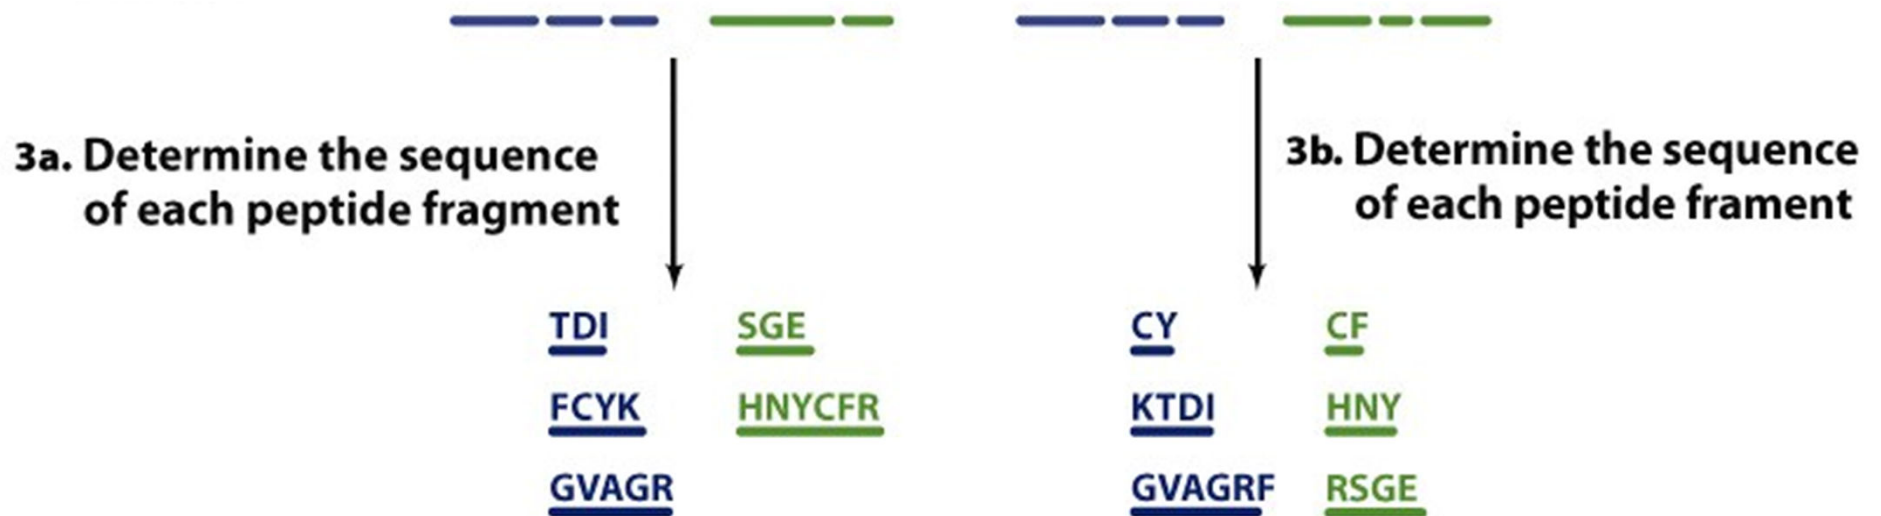 3a. Determine the sequence
of each peptide fragment
3b. Determine the sequence
of each peptide frament
TDI SGE CY CF
FCYK HNYCFR KTDI HNY
GVAGR GVAGRF RSGE